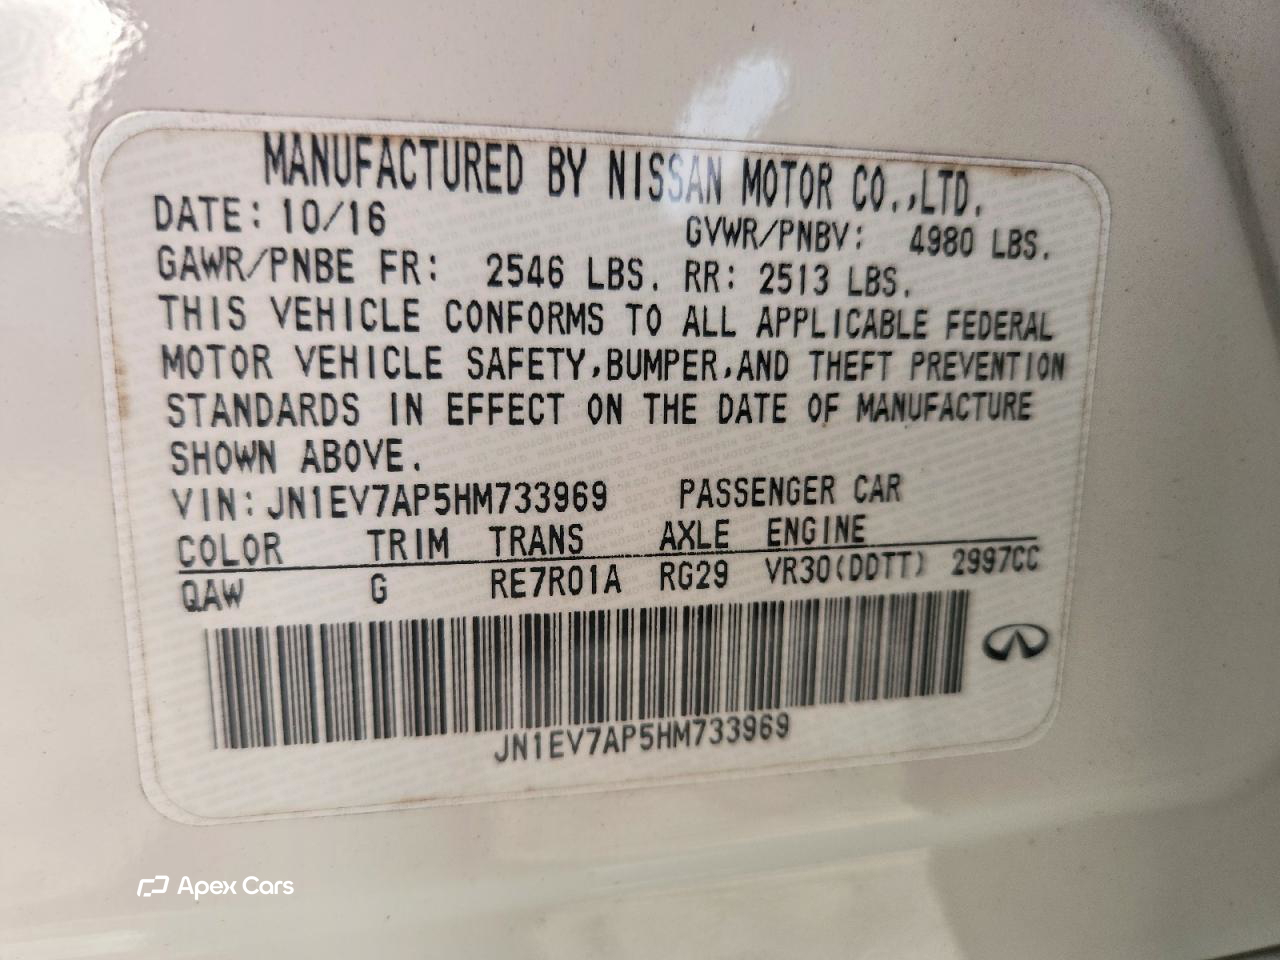 MANUFACTURED BY NISSAN MOTOR CO.,LTD.
DATE: 10/16 GVWR/PNBV: 4980 LBS.
GAWR/PNBE FR: 2546 LBS. RR: 2513 LBS.
THIS VEHICLE CONFORMS TO ALL APPLICABLE FEDERAL
MOTOR VEHICLE SAFETY,BUMPER,AND THEFT PREVENTION
STANDARDS IN EFFECT ON THE DATE OF MANUFACTURE
SHOWN ABOVE.
VIN:JN1EV7AP5HM733969 PASSENGER CAR
COLOR TRIM TRANS AXLE ENGINE
QAW G RE7R01A RG29 VR30(DDTT) 2997CC
JN1EV7AP5HM733969
Apex Cars